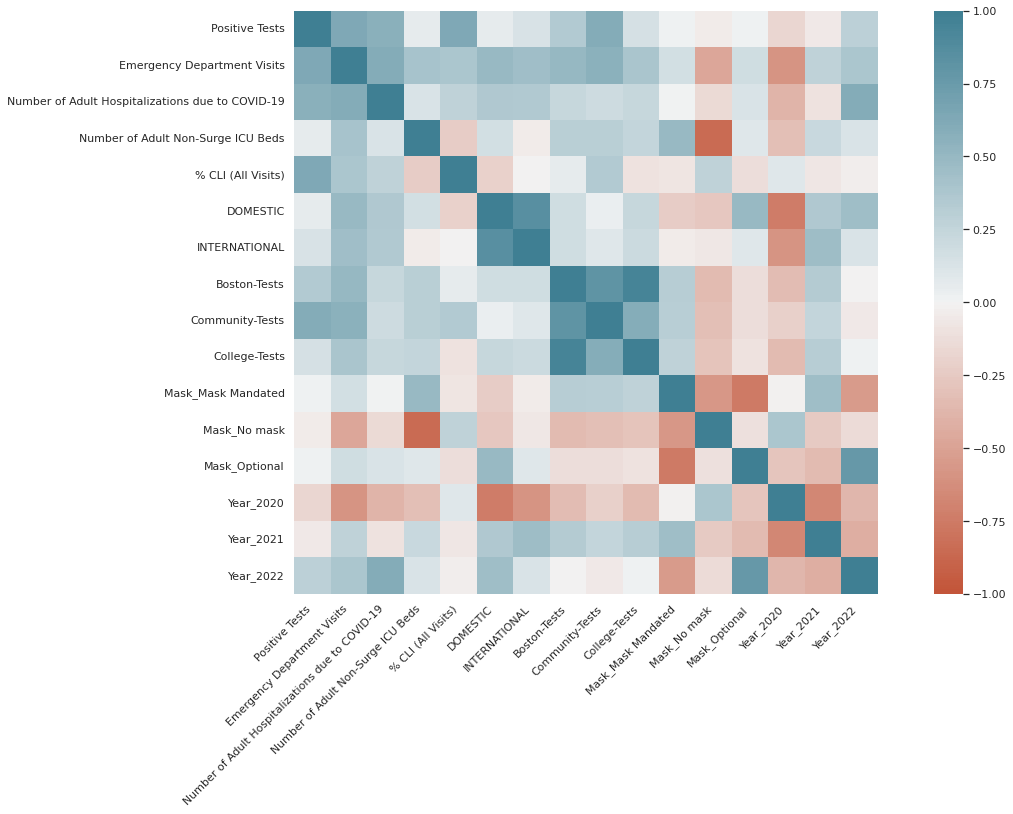 Positive Tests
Emergency Department Visits
Number of Adult Hospitalizations due to COVID-19
Number of Adult Non-Surge ICU Beds
% CLI (All Visits)
DOMESTIC
INTERNATIONAL
Boston-Tests
Community-Tests
College-Tests
Mask_Mask Mandated
Mask_No mask
Mask_Optional
Year_2020
Year_2021
Year_2022
Positive Tests
Emergency Department Visits
Number of Adult Hospitalizations due to COVID-19
Number of Adult Non-Surge ICU Beds
% CLI (All Visits)
DOMESTIC
INTERNATIONAL
Boston-Tests
Community-Tests
College-Tests
Mask_Mask Mandated
Mask_No mask
Mask_Optional
Year_2020
Year_2021
Year_2022
1.00
0.75
0.50
0.25
0.00
−0.25
−0.50
−0.75
−1.00